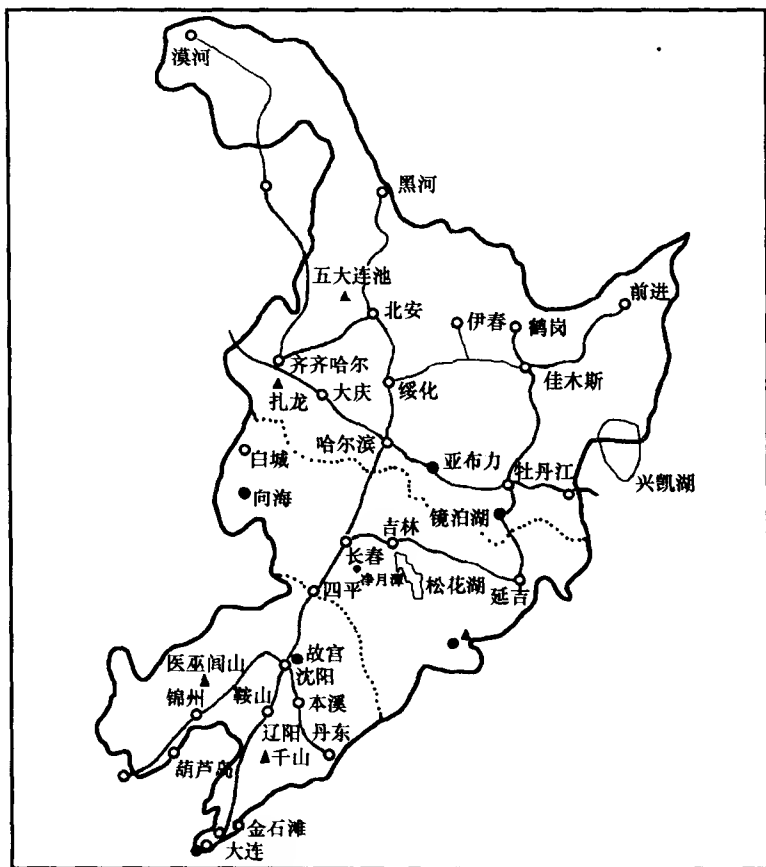 漠河
黑河
五大连池
前进
北安
伊春
鹤岗
齐齐哈尔
佳木斯
扎龙
大庆
绥化
哈尔滨
白城
亚布力
牡丹江
兴凯湖
向海
镜泊湖
吉林
长春
净月潭
松花湖
四平
延吉
医巫闾山
故宫
沈阳
锦州
鞍山
本溪
辽阳
丹东
葫芦岛
千山
金石滩
大连